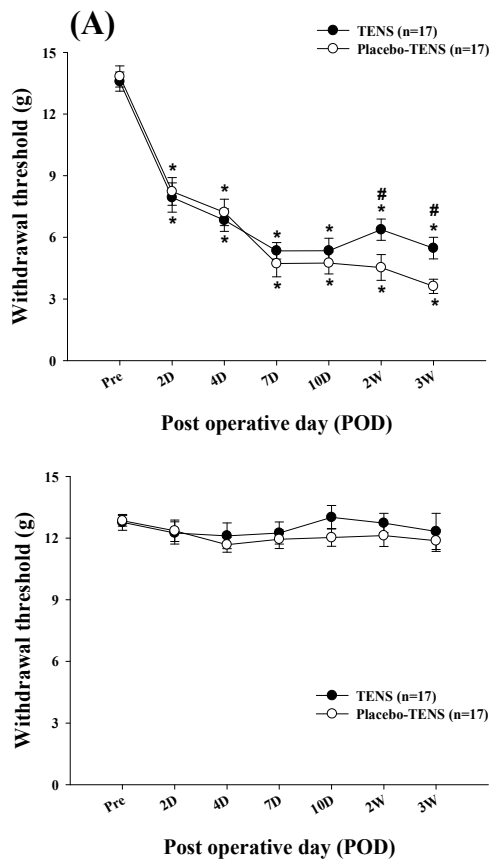 (A)
TENS (n=17)
Placebo-TENS (n=17)
Withdrawal threshold (g)
15
12
9
6
3
0
* * * * # * # *
* * * * * *
Pre 2D 4D 7D 10D 2W 3W
Post operative day (POD)
Withdrawal threshold (g)
15
12
9
6
3
0
TENS (n=17)
Placebo-TENS (n=17)
Pre 2D 4D 7D 10D 2W 3W
Post operative day (POD)